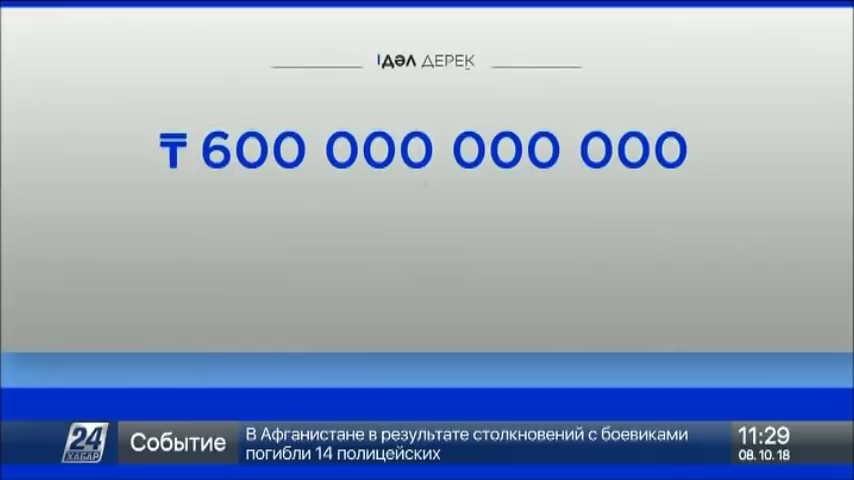 ІДӘЛ ДЕРЕК
₸ 600 000 000 000
24
ХАБАР
Событие
В Афганистане в результате столкновений с боевиками
погибли 14 полицейских
11:29
08. 10. 18